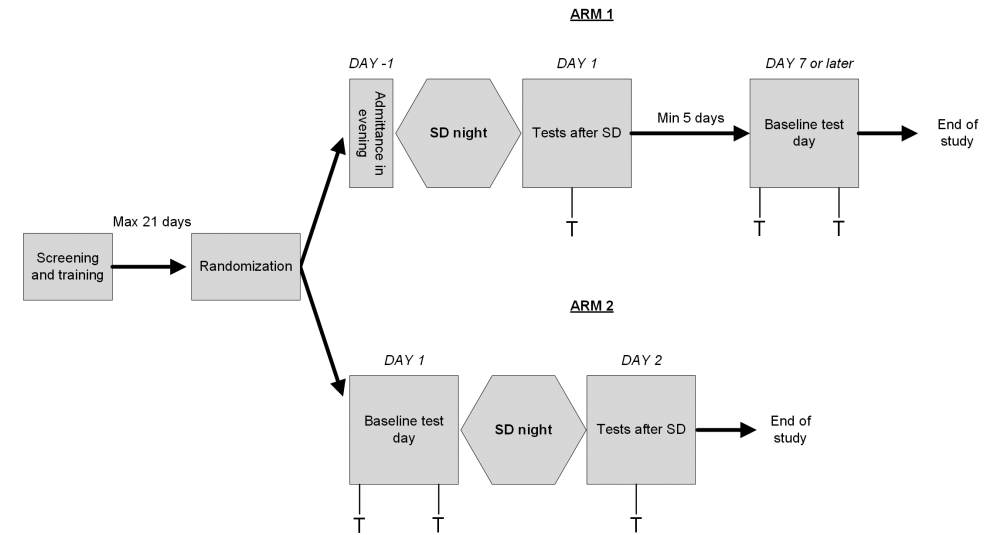 ARM 1
DAY -1
DAY 1
DAY 7 or later
Admittance in
evening
SD night
Tests after SD
Min 5 days
Baseline test
day
End of
study
T
T
T
Max 21 days
Screening
and training
Randomization
ARM 2
DAY 1
DAY 2
Baseline test
day
SD night
Tests after SD
End of
study
T
T
T